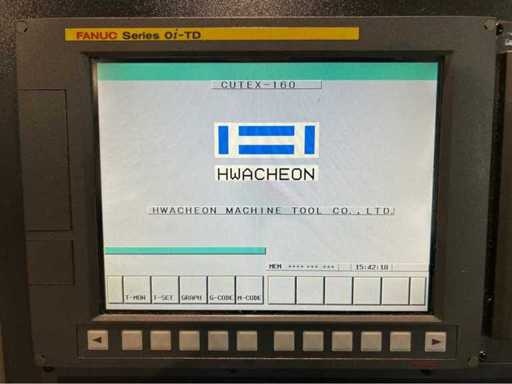 FANUC Series 0i-TD
CUTEX-160
HWACHEON
HWACHEON MACHINE TOOL CO.,LTD.
MEM **** *** *** 15:42:18
T-MON T-SET GRAPH G-CODE M-CODE